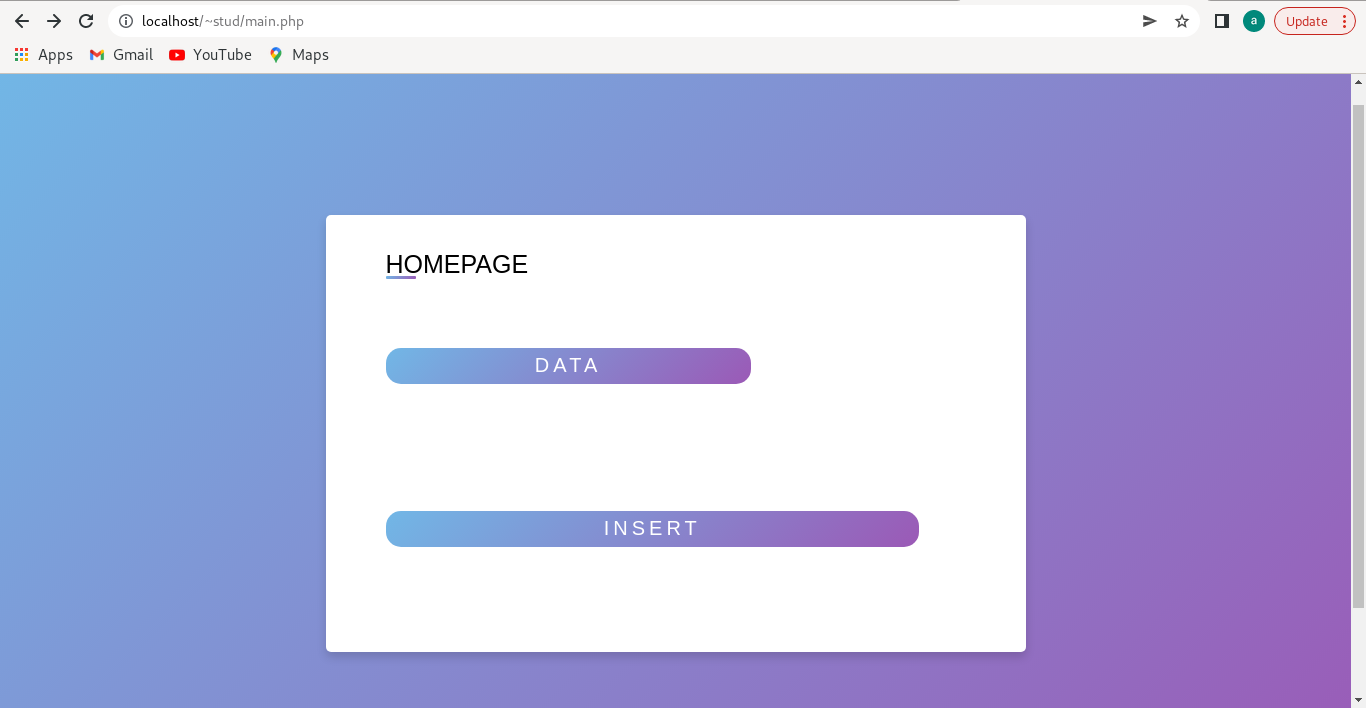 localhost/~stud/main.php
a
Update
Apps
Gmail
YouTube
Maps
HOMEPAGE
DATA
INSERT